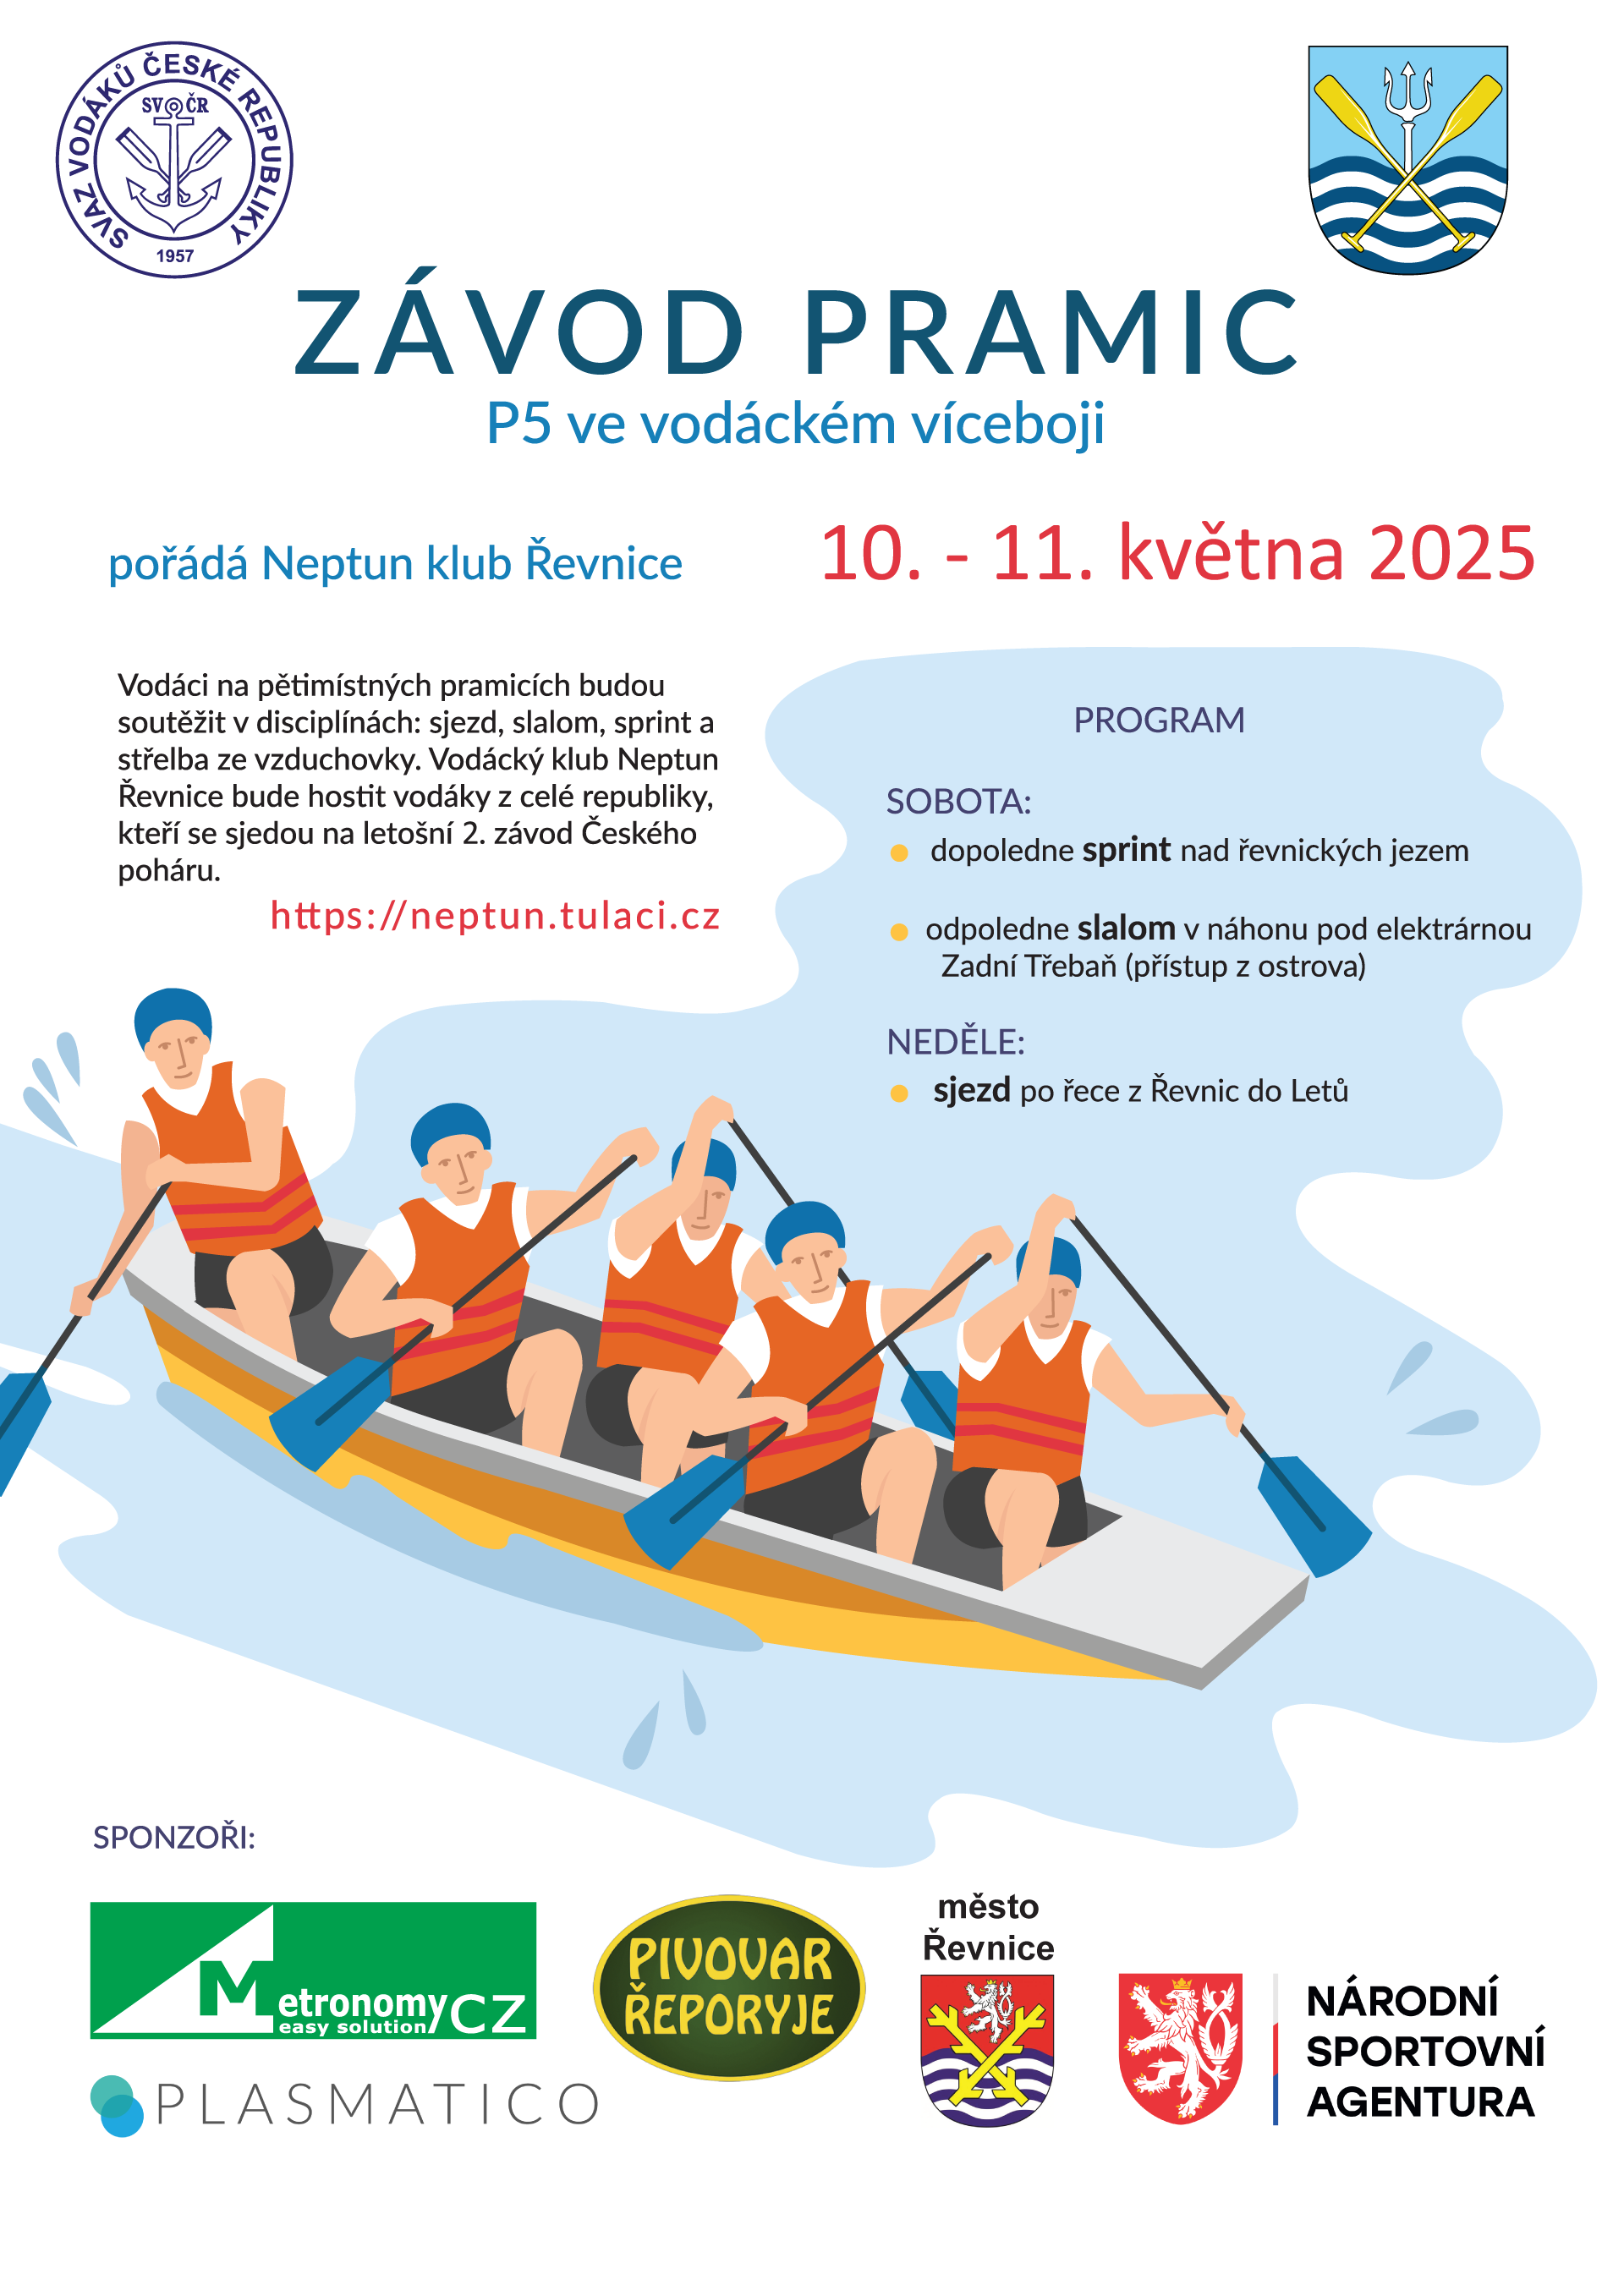 SVAZ VODÁKŮ ČESKÉ REPUBLIKY
SV ČR
1957
ZÁVOD PRAMIC
P5 ve vodáckém víceboji
pořádá Neptun klub Řevnice
10. - 11. května 2025
Vodáci na pětimístných pramicích budou
soutěžit v disciplínách: sjezd, slalom, sprint a
střelba ze vzduchovky. Vodácký klub Neptun
Řevnice bude hostit vodáky z celé republiky,
kteří se sjedou na letošní 2. závod Českého
poháru.
https://neptun.tulaci.cz
PROGRAM
SOBOTA:
dopoledne sprint nad řevnických jezem
odpoledne slalom v náhonu pod elektrárnou
Zadní Třebaň (přístup z ostrova)
NEDĚLE:
sjezd po řece z Řevnic do Letů
SPONZOŘI:
Metronomy CZ
easy solution
PLASMATICO
PIVOVAR
ŘEPORYJE
město
Řevnice
NÁRODNÍ
SPORTOVNÍ
AGENTURA